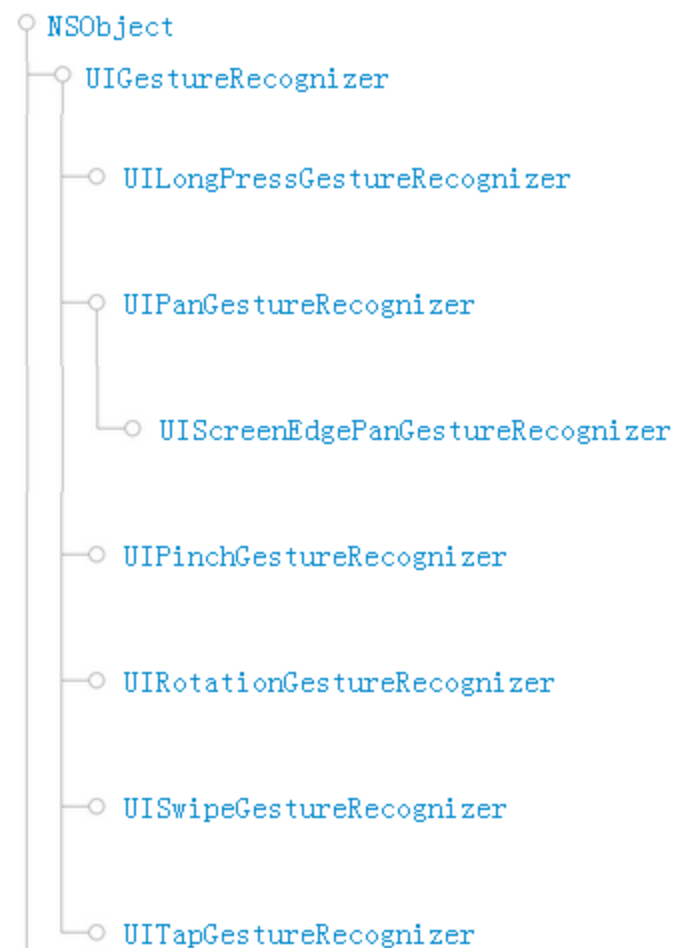 NSObject
UIGestureRecognizer
UILongPressGestureRecognizer
UIPanGestureRecognizer
UIScreenEdgePanGestureRecognizer
UIPinchGestureRecognizer
UIRotationGestureRecognizer
UISwipeGestureRecognizer
UITapGestureRecognizer